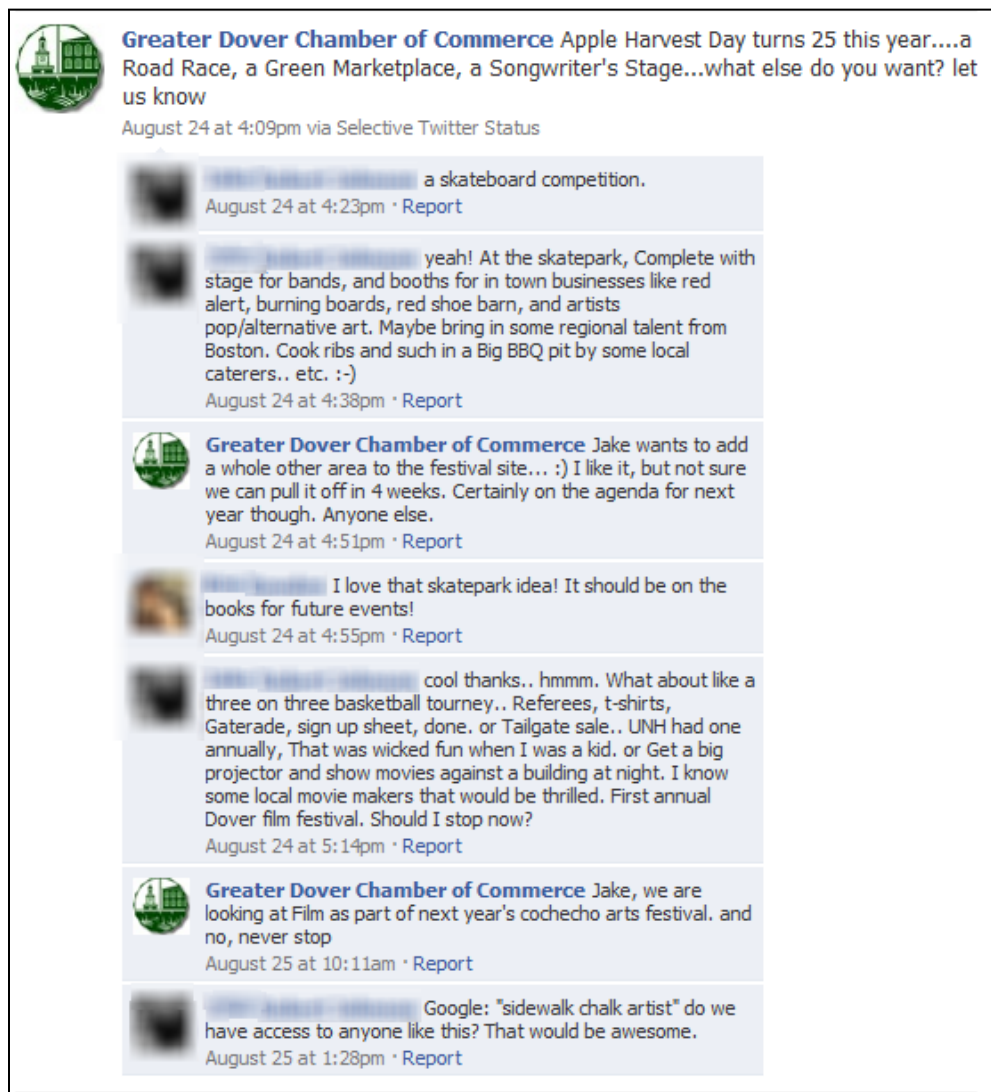 Greater Dover Chamber of Commerce Apple Harvest Day turns 25 this year....a
Road Race, a Green Marketplace, a Songwriter's Stage...what else do you want? let
us know
August 24 at 4:09pm via Selective Twitter Status
a skateboard competition.
August 24 at 4:23pm · Report
yeah! At the skatepark, Complete with
stage for bands, and booths for in town businesses like red
alert, burning boards, red shoe barn, and artists
pop/alternative art. Maybe bring in some regional talent from
Boston. Cook ribs and such in a Big BBQ pit by some local
caterers.. etc. :-)
August 24 at 4:38pm · Report
Greater Dover Chamber of Commerce Jake wants to add
a whole other area to the festival site... :) I like it, but not sure
we can pull it off in 4 weeks. Certainly on the agenda for next
year though. Anyone else.
August 24 at 4:51pm · Report
I love that skatepark idea! It should be on the
books for future events!
August 24 at 4:55pm · Report
cool thanks.. hmmm. What about like a
three on three basketball tourney.. Referees, t-shirts,
Gaterade, sign up sheet, done. or Tailgate sale.. UNH had one
annually, That was wicked fun when I was a kid. or Get a big
projector and show movies against a building at night. I know
some local movie makers that would be thrilled. First annual
Dover film festival. Should I stop now?
August 24 at 5:14pm · Report
Greater Dover Chamber of Commerce Jake, we are
looking at Film as part of next year's cochecho arts festival. and
no, never stop
August 25 at 10:11am · Report
Google: "sidewalk chalk artist" do we
have access to anyone like this? That would be awesome.
August 25 at 1:28pm · Report